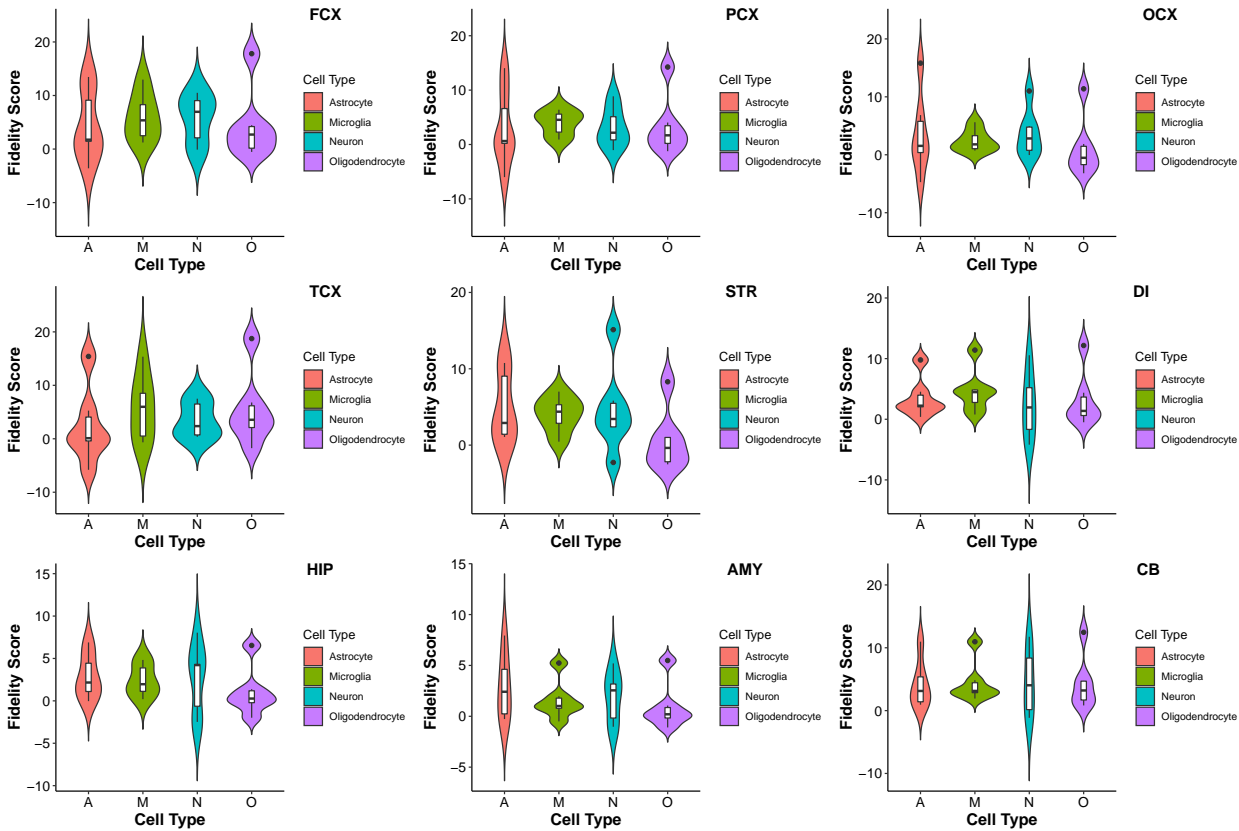 FCX
Fidelity Score
20
10
0
−10
A M N O
Cell Type
Cell Type
Astrocyte
Microglia
Neuron
Oligodendrocyte
PCX
Fidelity Score
20
10
0
−10
A M N O
Cell Type
Cell Type
Astrocyte
Microglia
Neuron
Oligodendrocyte
OCX
Fidelity Score
20
10
0
−10
A M N O
Cell Type
Cell Type
Astrocyte
Microglia
Neuron
Oligodendrocyte
TCX
Fidelity Score
20
10
0
−10
A M N O
Cell Type
Cell Type
Astrocyte
Microglia
Neuron
Oligodendrocyte
STR
Fidelity Score
20
10
0
A M N O
Cell Type
Cell Type
Astrocyte
Microglia
Neuron
Oligodendrocyte
DI
Fidelity Score
20
10
0
−10
A M N O
Cell Type
Cell Type
Astrocyte
Microglia
Neuron
Oligodendrocyte
HIP
Fidelity Score
15
10
5
0
−5
−10
A M N O
Cell Type
Cell Type
Astrocyte
Microglia
Neuron
Oligodendrocyte
AMY
Fidelity Score
15
10
5
0
−5
A M N O
Cell Type
Cell Type
Astrocyte
Microglia
Neuron
Oligodendrocyte
CB
Fidelity Score
20
10
0
−10
A M N O
Cell Type
Cell Type
Astrocyte
Microglia
Neuron
Oligodendrocyte